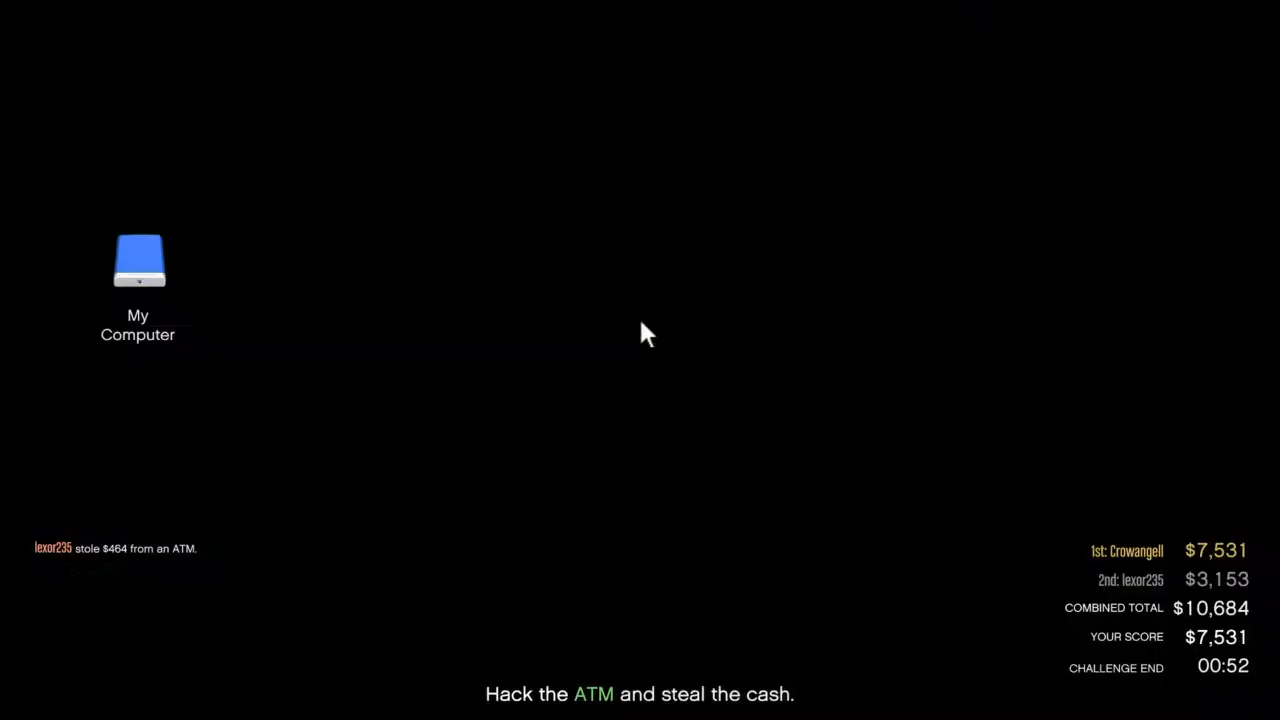 My
Computer
lexor235 stole $464 from an ATM.
1st: Crowangell $7,531
2nd: lexor235 $3,153
COMBINED TOTAL $10,684
YOUR SCORE $7,531
CHALLENGE END 00:52
Hack the ATM and steal the cash.